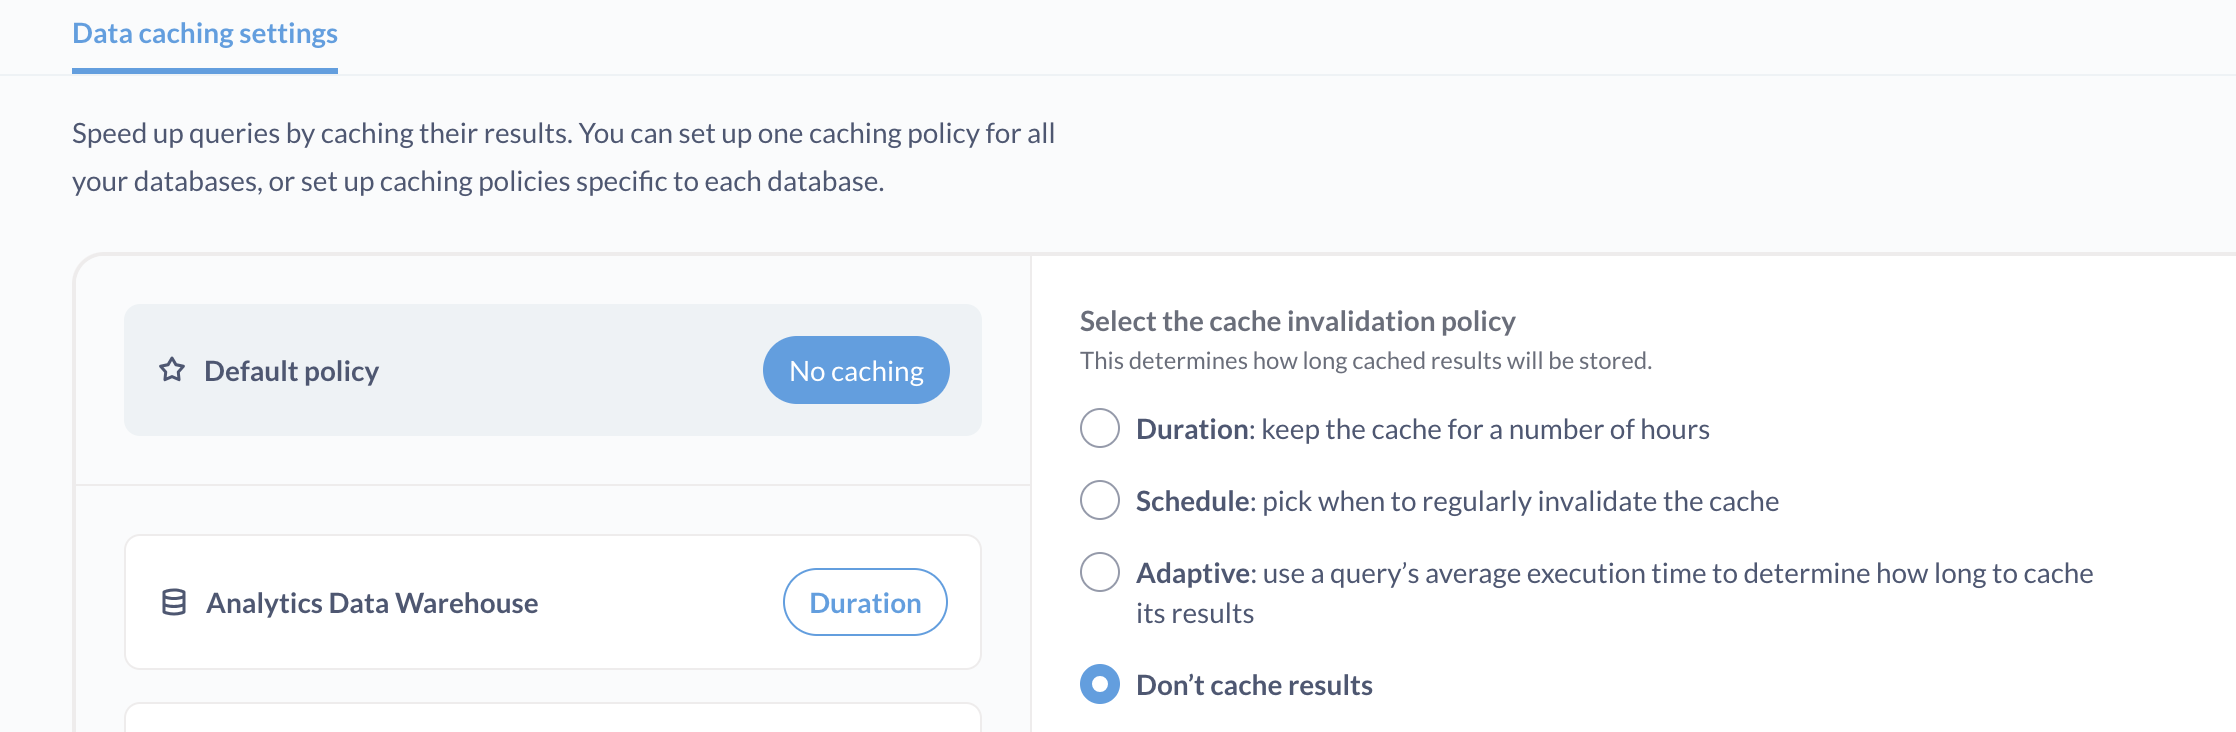 Data caching settings
Speed up queries by caching their results. You can set up one caching policy for all
your databases, or set up caching policies specific to each database.
Default policy
No caching
Analytics Data Warehouse
Duration
Select the cache invalidation policy
This determines how long cached results will be stored.
Duration: keep the cache for a number of hours
Schedule: pick when to regularly invalidate the cache
Adaptive: use a query’s average execution time to determine how long to cache
its results
Don’t cache results